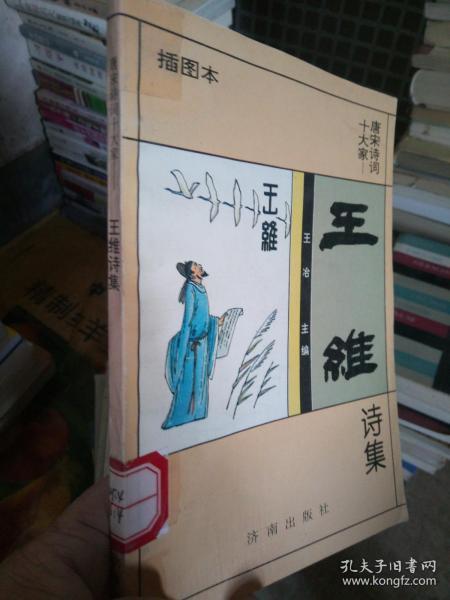 插图本
唐宋诗词
十大家—
王維
王維
诗集
王冶 主编
济南出版社
唐宋诗词十大家—
王维诗集
精制
孔夫子旧书网
www.kongfz.com